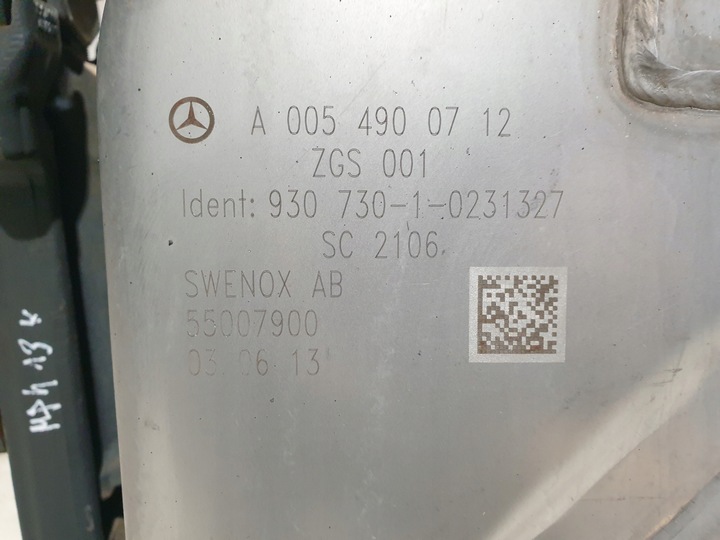 A 005 490 07 12
ZGS 001
Ident: 930 730-1-0231327
SC 2106
SWENOX AB
55007900
03 06 13